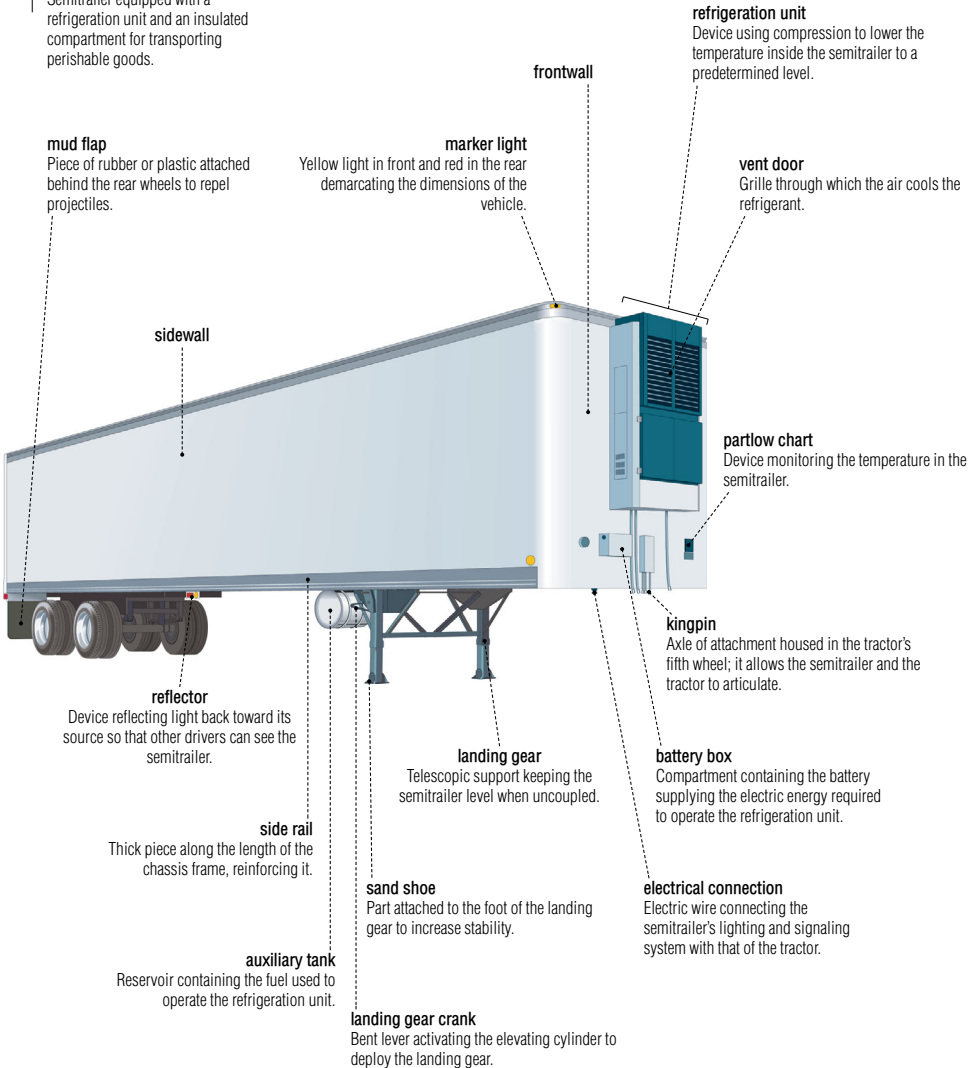 Semitrailer equipped with a
refrigeration unit and an insulated
compartment for transporting
perishable goods.
refrigeration unit
Device using compression to lower the
temperature inside the semitrailer to a
predetermined level.
frontwall
mud flap
Piece of rubber or plastic attached
behind the rear wheels to repel
projectiles.
marker light
Yellow light in front and red in the rear
demarcating the dimensions of the
vehicle.
vent door
Grille through which the air cools the
refrigerant.
sidewall
partlow chart
Device monitoring the temperature in the
semitrailer.
kingpin
Axle of attachment housed in the tractor's
fifth wheel; it allows the semitrailer and the
tractor to articulate.
reflector
Device reflecting light back toward its
source so that other drivers can see the
semitrailer.
landing gear
Telescopic support keeping the
semitrailer level when uncoupled.
battery box
Compartment containing the battery
supplying the electric energy required
to operate the refrigeration unit.
side rail
Thick piece along the length of the
chassis frame, reinforcing it.
sand shoe
Part attached to the foot of the landing
gear to increase stability.
electrical connection
Electric wire connecting the
semitrailer's lighting and signaling
system with that of the tractor.
auxiliary tank
Reservoir containing the fuel used to
operate the refrigeration unit.
landing gear crank
Bent lever activating the elevating cylinder to
deploy the landing gear.